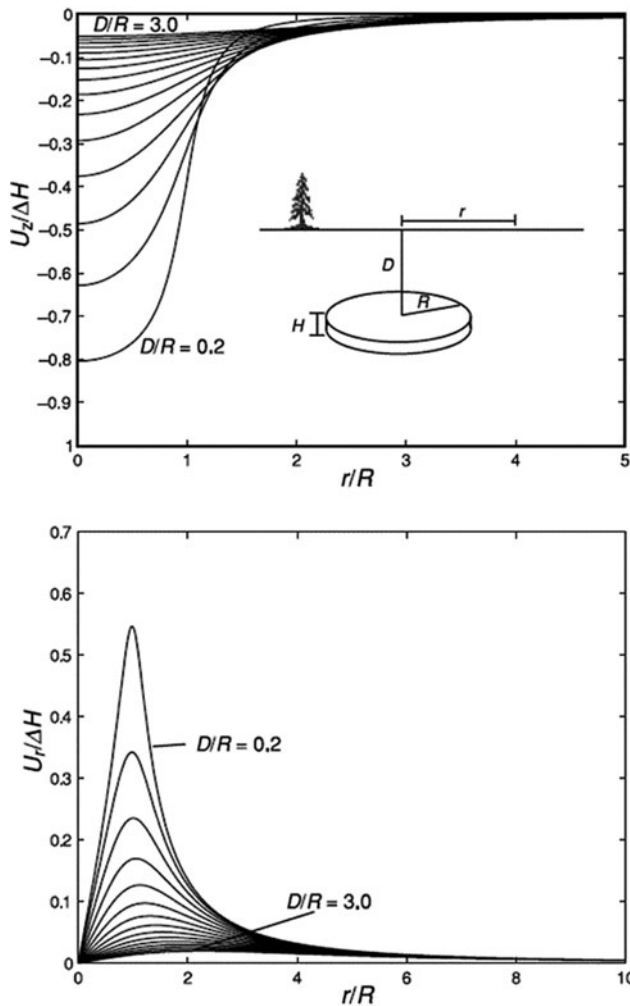 0
D/R = 3.0
−0.1
−0.2
−0.3
−0.4
−0.5
−0.6
−0.7
−0.8
−0.9
1
U_z/ΔH
D/R = 0.2
r
D
R
H
0 1 2 3 4 5
r/R
0.7
0.6
0.5
0.4
0.3
0.2
0.1
0
U_r/ΔH
D/R = 0.2
D/R = 3.0
0 2 4 6 8 10
r/R